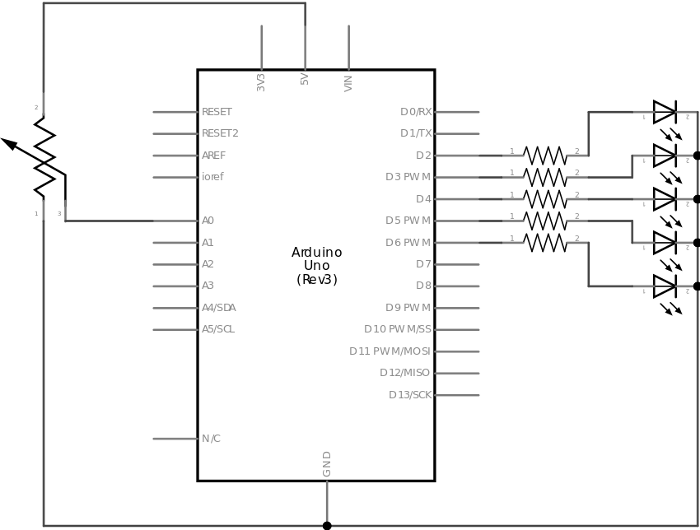 3V3
5V
VIN
2
1
3
RESET
RESET2
AREF
ioref
A0
A1
A2
A3
A4/SDA
A5/SCL
N/C
Arduino
Uno
(Rev3)
GND
D0/RX
D1/TX
D2
D3 PWM
D4
D5 PWM
D6 PWM
D7
D8
D9 PWM
D10 PWM/SS
D11 PWM/MOSI
D12/MISO
D13/SCK
1 2
1 2
1 2
1 2
1 2
1 2
1 2
1 2
1 2
1 2